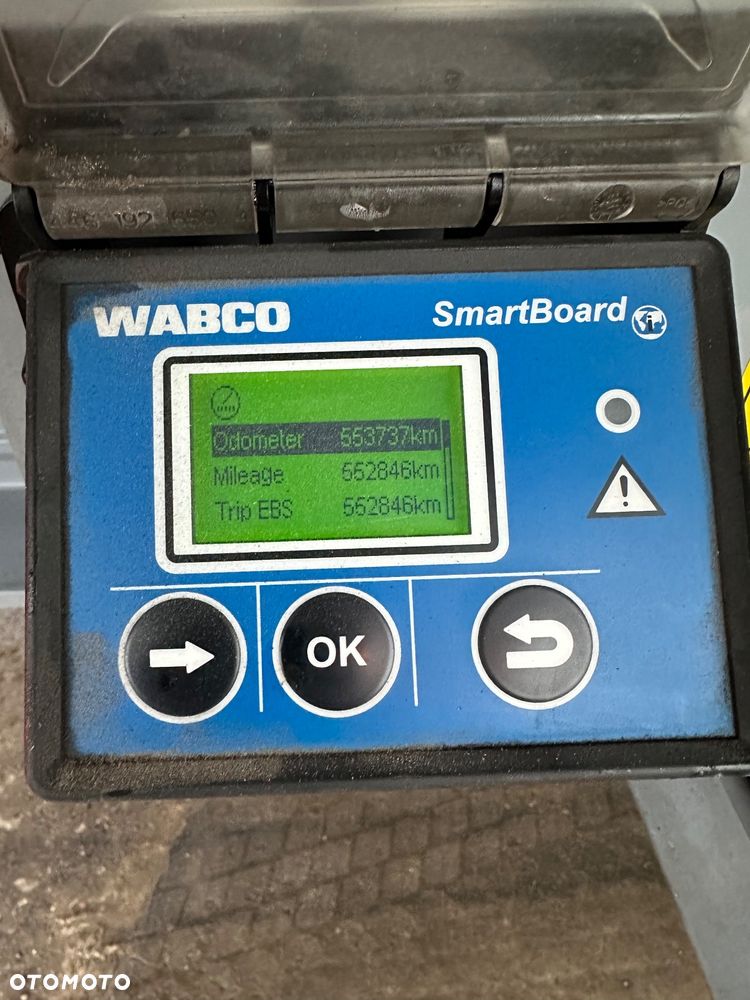 WABCO
SmartBoard
Odometer 553737km
Mileage 552846km
Trip EBS 552846km
OK
OTOMOTO